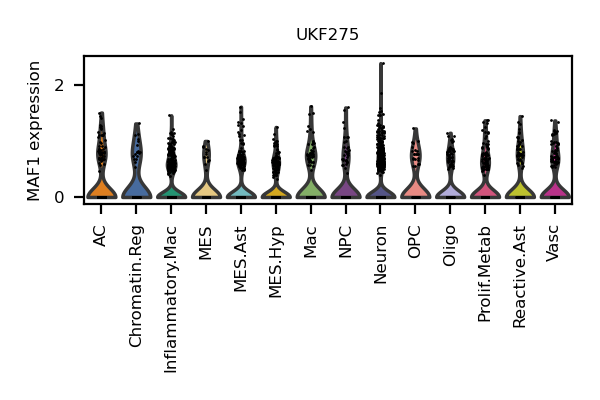 UKF275
MAF1 expression
2
0
AC
Chromatin.Reg
Inflammatory.Mac
MES
MES.Ast
MES.Hyp
Mac
NPC
Neuron
OPC
Oligo
Prolif.Metab
Reactive.Ast
Vasc